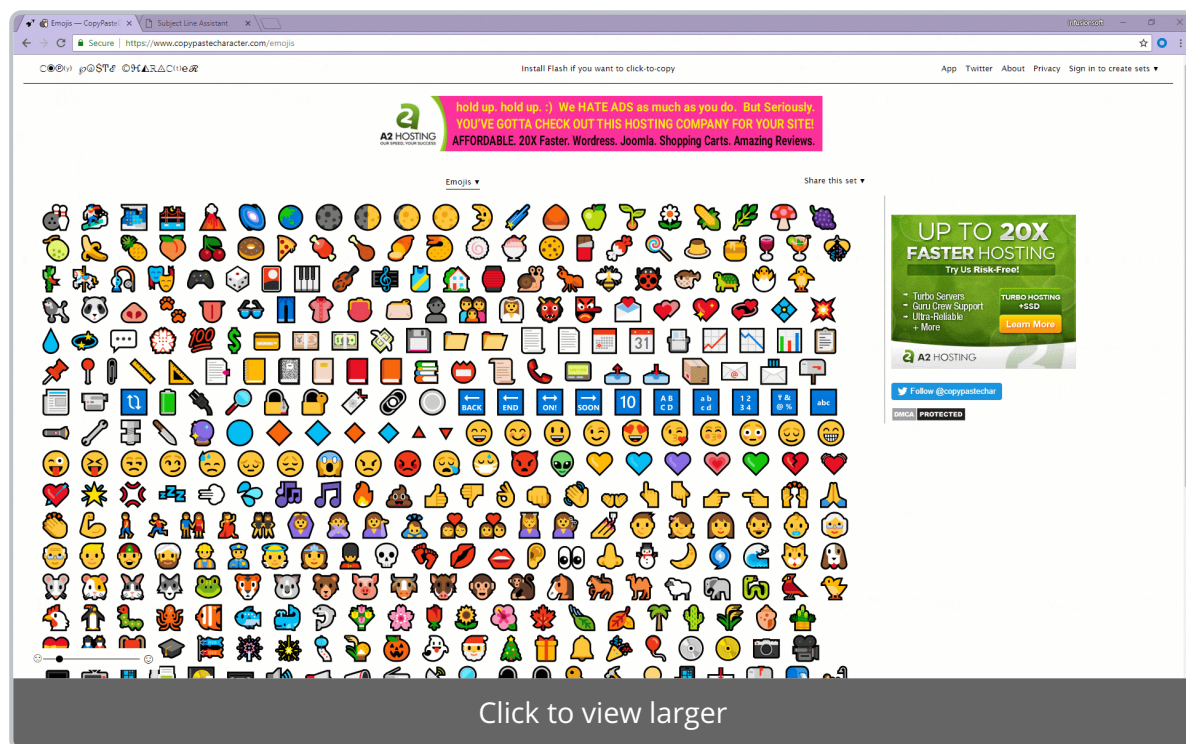 Emojis — CopyPaste
Subject Line Assistant
Infusionsoft
Secure https://www.copypastecharacter.com/emojis
Install Flash if you want to click-to-copy
App Twitter About Privacy Sign in to create sets ▼
A2 HOSTING
OUR SPEED, YOUR SUCCESS
hold up. hold up. :) We HATE ADS as much as you do. But Seriously.
YOU'VE GOTTA CHECK OUT THIS HOSTING COMPANY FOR YOUR SITE!
AFFORDABLE. 20X Faster. Wordress. Joomla. Shopping Carts. Amazing Reviews.
Emojis ▼
Share this set ▼
UP TO 20X
FASTER HOSTING
Try Us Risk-Free!
Turbo Servers
Guru Crew Support
Ultra-Reliable
+ More
TURBO HOSTING
+SSD
Learn More
A2 HOSTING
Follow @copypastechar
DMCA PROTECTED
100
31
BACK END ON! SOON 10 A B C D a b c d 1 2 3 4 abc
Click to view larger